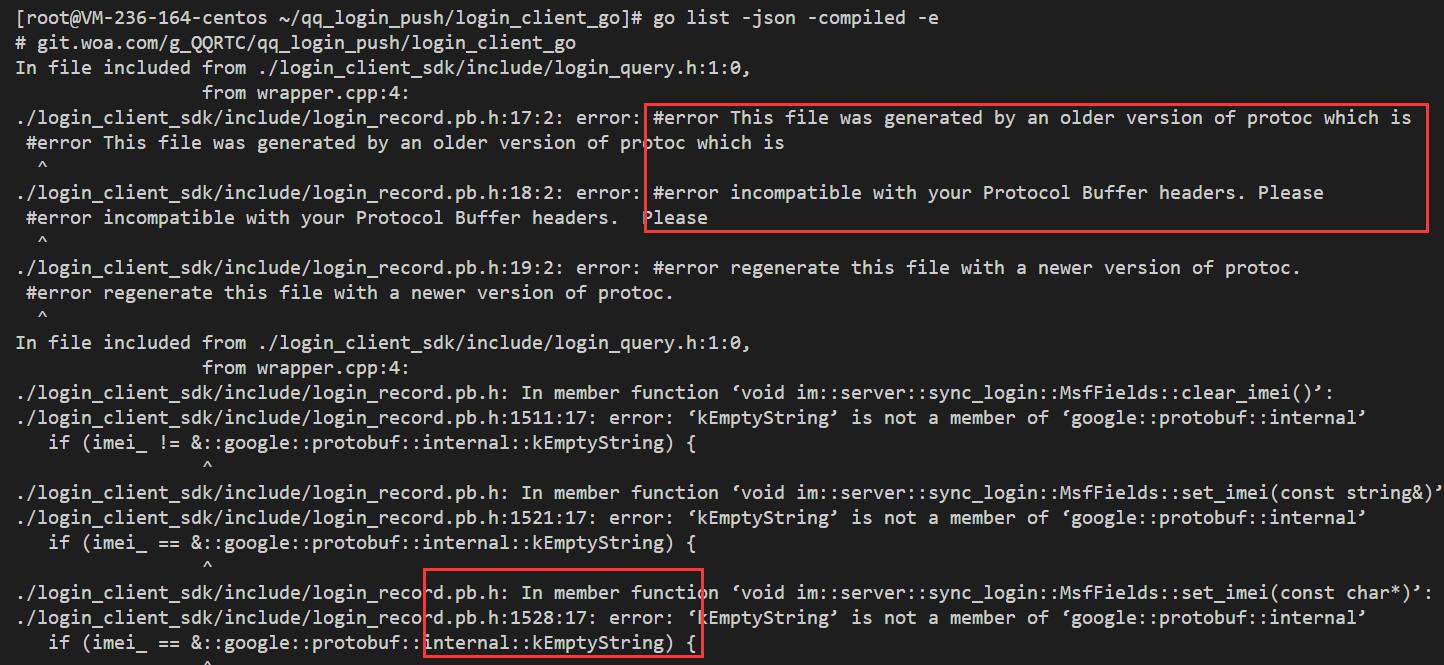 [root@VM-236-164-centos ~/qq_login_push/login_client_go]# go list -json -compiled -e
# git.woa.com/g_QQRTC/qq_login_push/login_client_go
In file included from ./login_client_sdk/include/login_query.h:1:0,
                 from wrapper.cpp:4:
./login_client_sdk/include/login_record.pb.h:17:2: error: #error This file was generated by an older version of protoc which is
 #error This file was generated by an older version of protoc which is
  ^
./login_client_sdk/include/login_record.pb.h:18:2: error: #error incompatible with your Protocol Buffer headers. Please
 #error incompatible with your Protocol Buffer headers.  Please
  ^
./login_client_sdk/include/login_record.pb.h:19:2: error: #error regenerate this file with a newer version of protoc.
 #error regenerate this file with a newer version of protoc.
  ^
In file included from ./login_client_sdk/include/login_query.h:1:0,
                 from wrapper.cpp:4:
./login_client_sdk/include/login_record.pb.h: In member function ‘void im::server::sync_login::MsfFields::clear_imei()’:
./login_client_sdk/include/login_record.pb.h:1511:17: error: ‘kEmptyString’ is not a member of ‘google::protobuf::internal’
   if (imei_ != &::google::protobuf::internal::kEmptyString) {
                 ^
./login_client_sdk/include/login_record.pb.h: In member function ‘void im::server::sync_login::MsfFields::set_imei(const string&)’
./login_client_sdk/include/login_record.pb.h:1521:17: error: ‘kEmptyString’ is not a member of ‘google::protobuf::internal’
   if (imei_ == &::google::protobuf::internal::kEmptyString) {
                 ^
./login_client_sdk/include/login_record.pb.h: In member function ‘void im::server::sync_login::MsfFields::set_imei(const char*)’:
./login_client_sdk/include/login_record.pb.h:1528:17: error: ‘kEmptyString’ is not a member of ‘google::protobuf::internal’
   if (imei_ == &::google::protobuf::internal::kEmptyString) {
                 ^